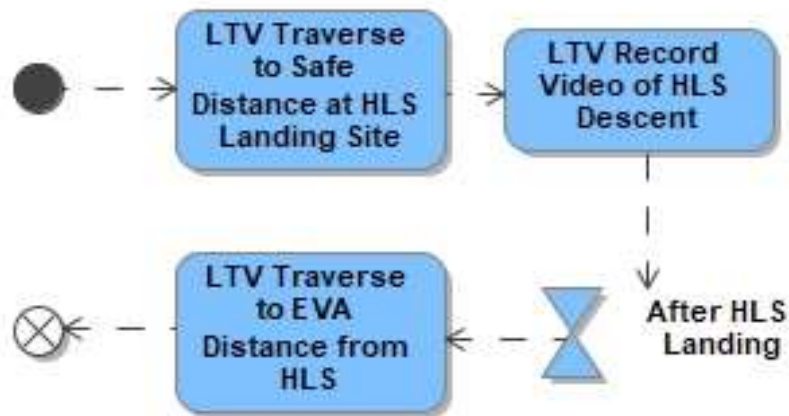 LTV Traverse
to Safe
Distance at HLS
Landing Site
LTV Record
Video of HLS
Descent
LTV Traverse
to EVA
Distance from
HLS
After HLS
Landing